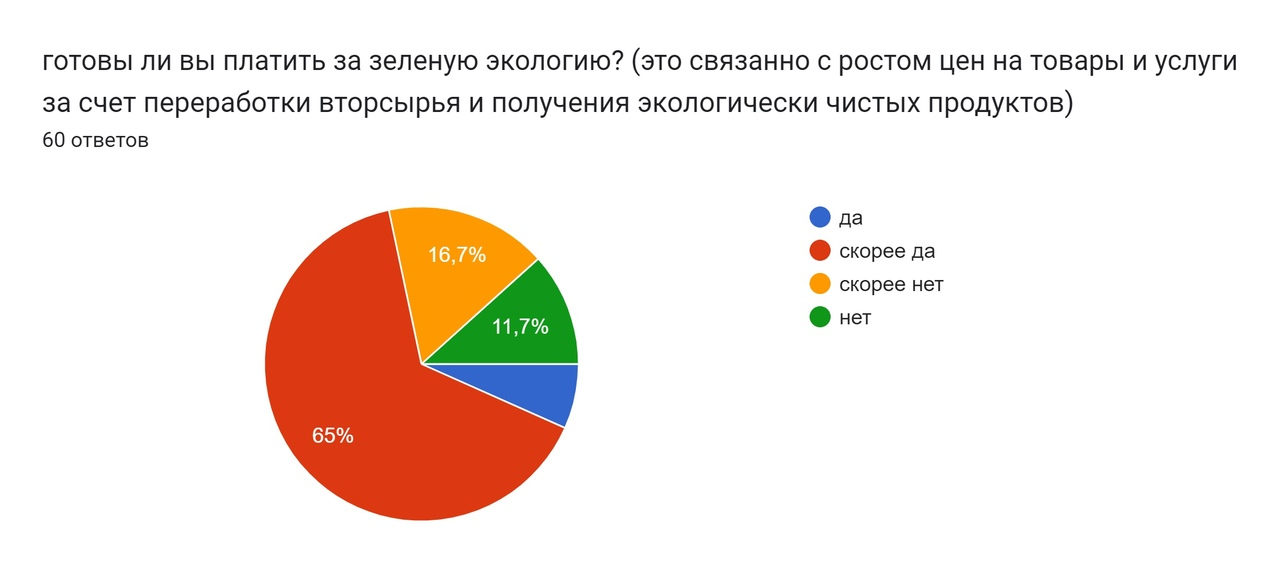 готовы ли вы платить за зеленую экологию? (это связанно с ростом цен на товары и услуги
за счет переработки вторсырья и получения экологически чистых продуктов)
60 ответов
16,7%
11,7%
65%
да
скорее да
скорее нет
нет